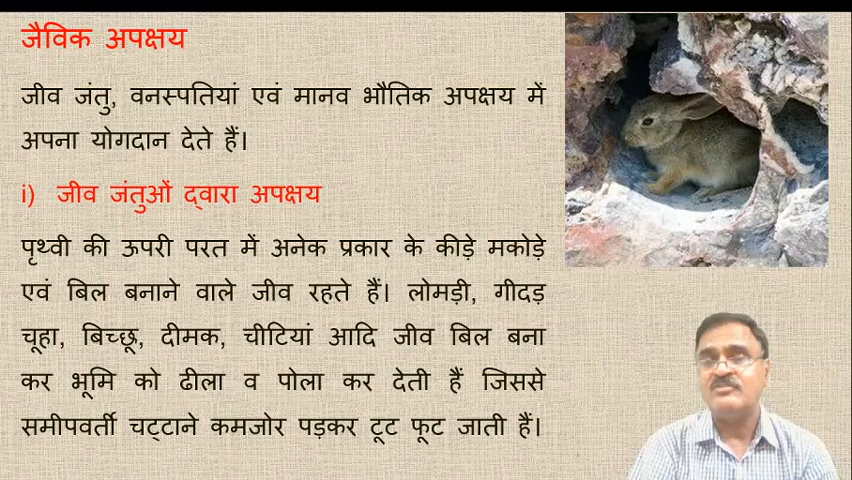 जैविक अपक्षय
जीव जंतु, वनस्पतियां एवं मानव भौतिक अपक्षय में
अपना योगदान देते हैं।
i) जीव जंतुओं द्वारा अपक्षय
पृथ्वी की ऊपरी परत में अनेक प्रकार के कीड़े मकोड़े
एवं बिल बनाने वाले जीव रहते हैं। लोमड़ी, गीदड़
चूहा, बिच्छू, दीमक, चीटियां आदि जीव बिल बना
कर भूमि को ढीला व पोला कर देती हैं जिससे
समीपवर्ती चट्टाने कमजोर पड़कर टूट फूट जाती हैं।